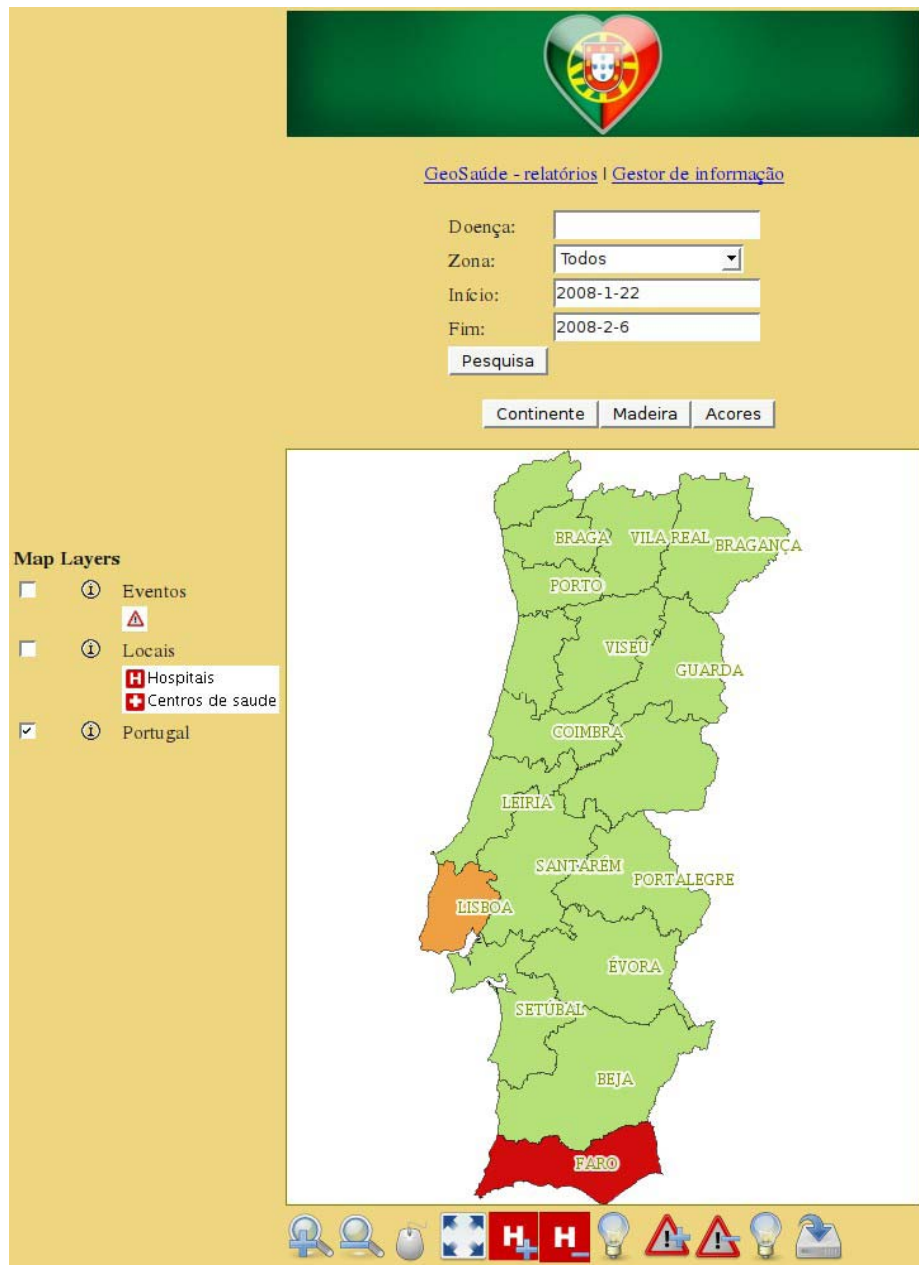 GeoSaúde - relatórios | Gestor de informação
Doença:
Zona: Todos
Início: 2008-1-22
Fim: 2008-2-6
Pesquisa
Continente Madeira Acores
Map Layers
Eventos
Locais
H Hospitais
Centros de saude
Portugal
BRAGA VILA REAL BRAGANÇA
PORTO
VISEU
GUARDA
COIMBRA
LEIRIA
SANTARÉM
PORTALEGRE
LISBOA
ÉVORA
SETÚBAL
BEJA
FARO
H H